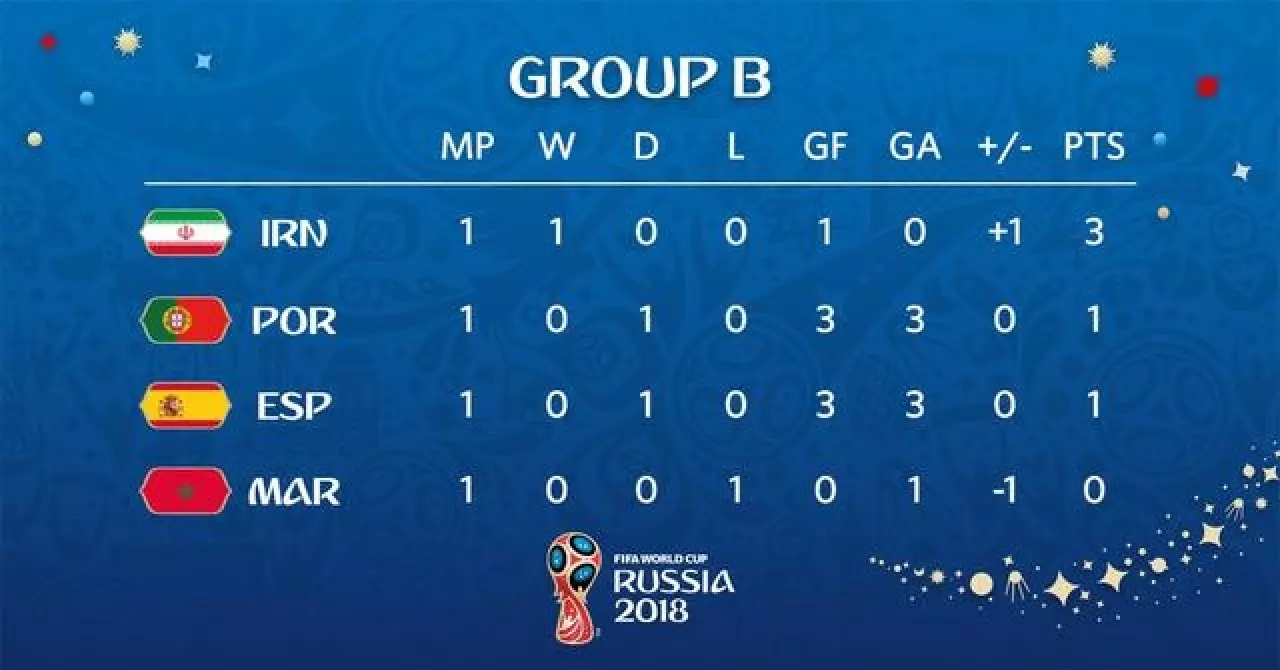 GROUP B
MP W D L GF GA +/- PTS
IRN 1 1 0 0 1 0 +1 3
POR 1 0 1 0 3 3 0 1
ESP 1 0 1 0 3 3 0 1
MAR 1 0 0 1 0 1 -1 0
FIFA WORLD CUP
RUSSIA
2018